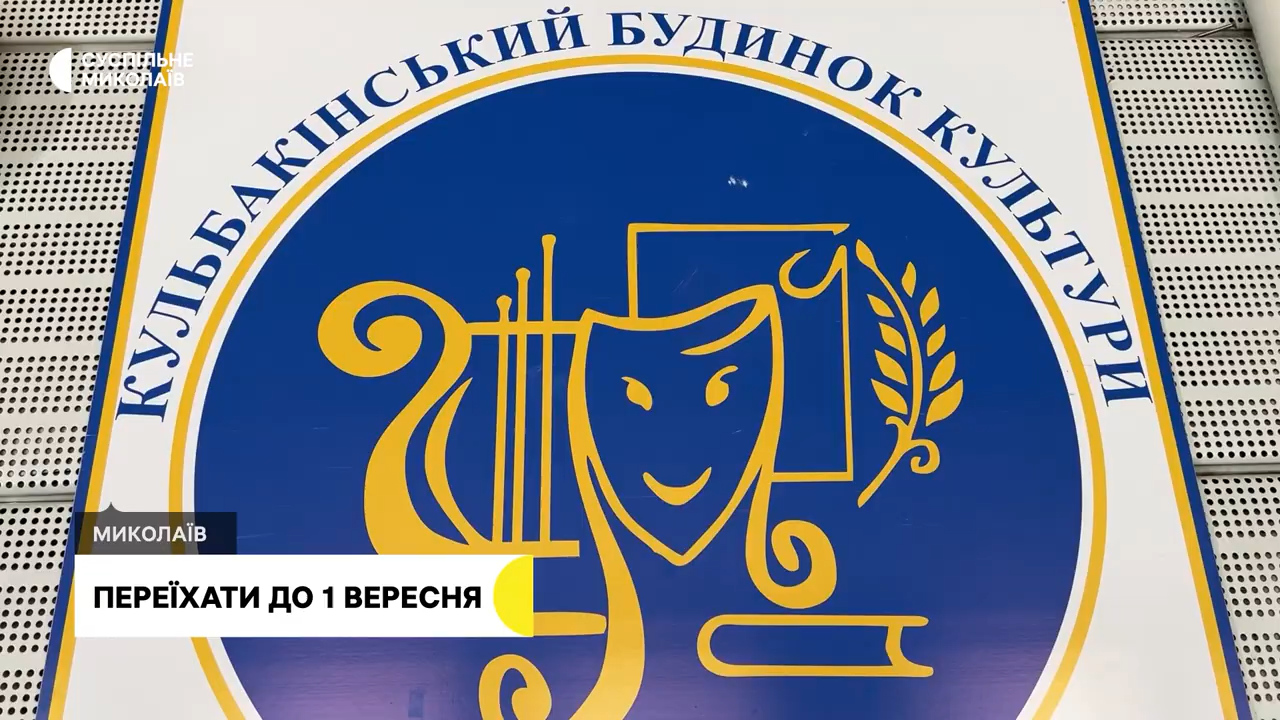 КУЛЬБАКІНСЬКИЙ БУДИНОК КУЛЬТУРИ
СУСПІЛЬНЕ
МИКОЛАЇВ
МИКОЛАЇВ
ПЕРЕЇХАТИ ДО 1 ВЕРЕСНЯ